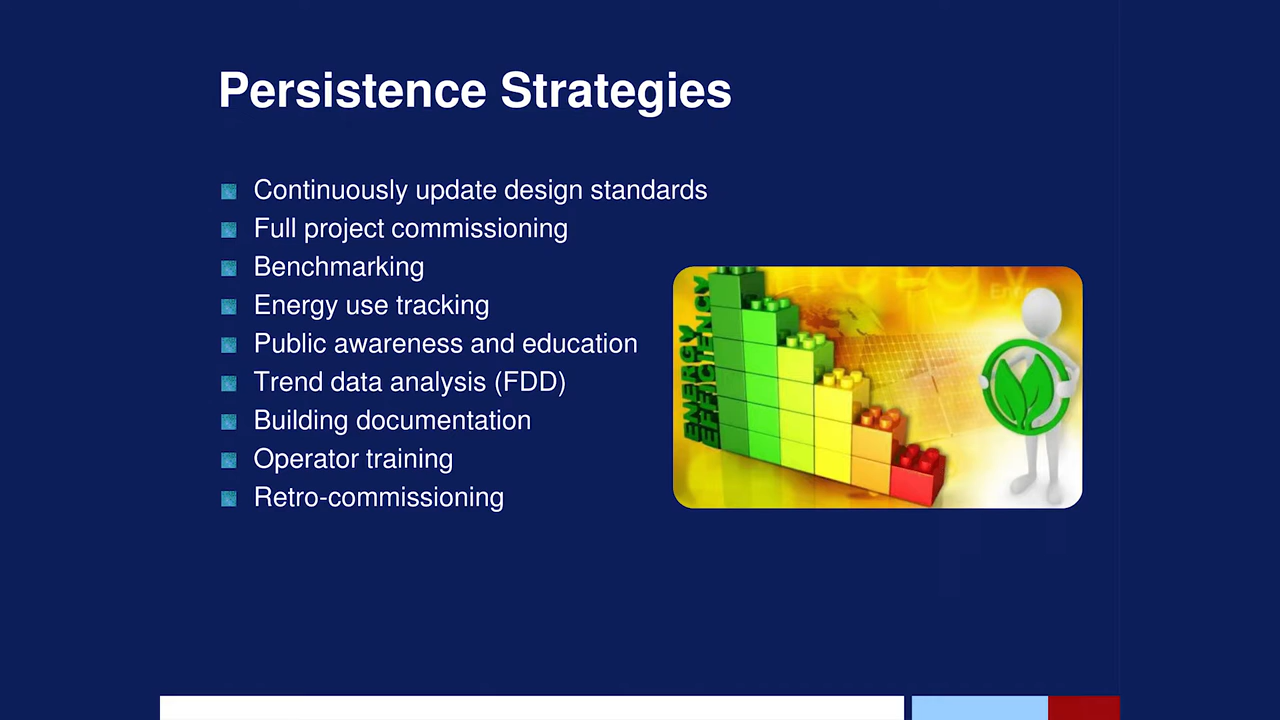 Persistence Strategies
Continuously update design standards
Full project commissioning
Benchmarking
Energy use tracking
Public awareness and education
Trend data analysis (FDD)
Building documentation
Operator training
Retro-commissioning
ENERGY
EFFICIENCY